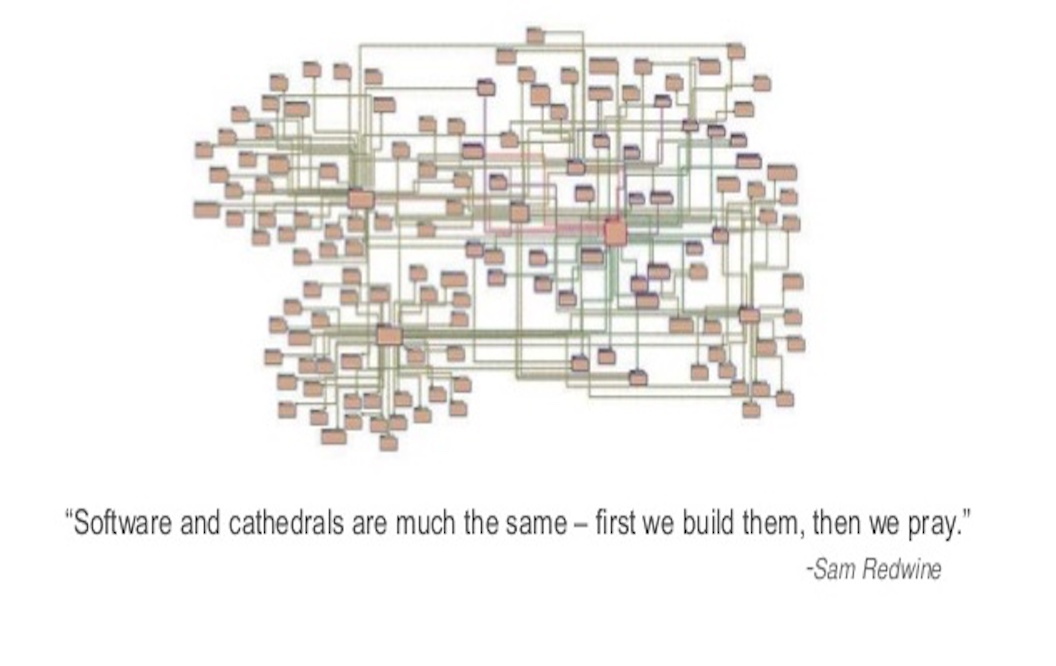 “Software and cathedrals are much the same – first we build them, then we pray.”
-Sam Redwine